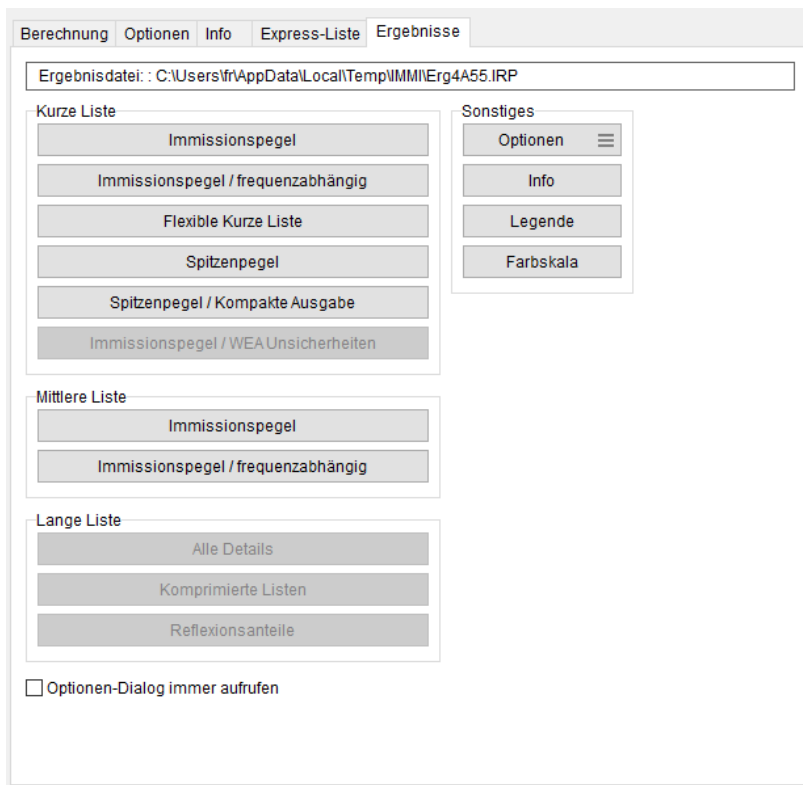 Berechnung Optionen Info Express-Liste Ergebnisse
Ergebnisdatei: : C:\Users\fr\AppData\Local\Temp\IMMI\Erg4A55.IRP
Kurze Liste
Immissionspegel
Immissionspegel / frequenzabhängig
Flexible Kurze Liste
Spitzenpegel
Spitzenpegel / Kompakte Ausgabe
Immissionspegel / WEA Unsicherheiten
Sonstiges
Optionen
Info
Legende
Farbskala
Mittlere Liste
Immissionspegel
Immissionspegel / frequenzabhängig
Lange Liste
Alle Details
Komprimierte Listen
Reflexionsanteile
Optionen-Dialog immer aufrufen